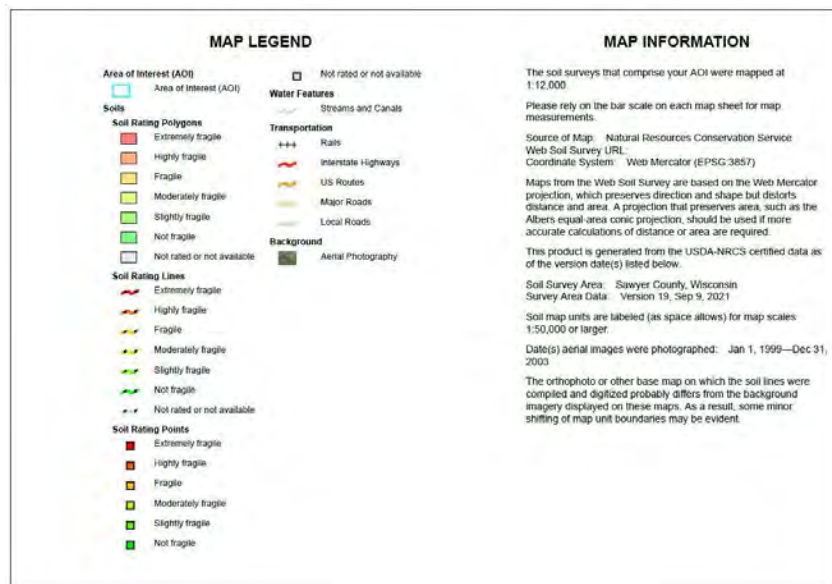 MAP LEGEND
Area of Interest (AOI)
Area of Interest (AOI)
Soils
Soil Rating Polygons
Extremely fragile
Highly fragile
Fragile
Moderately fragile
Slightly fragile
Not fragile
Not rated or not available
Soil Rating Lines
Extremely fragile
Highly fragile
Fragile
Moderately fragile
Slightly fragile
Not fragile
Not rated or not available
Soil Rating Points
Extremely fragile
Highly fragile
Fragile
Moderately fragile
Slightly fragile
Not fragile
Not rated or not available
Water Features
Streams and Canals
Transportation
Rails
Interstate Highways
US Routes
Major Roads
Local Roads
Background
Aerial Photography
MAP INFORMATION
The soil surveys that comprise your AOI were mapped at
1:12,000.
Please rely on the bar scale on each map sheet for map
measurements.
Source of Map: Natural Resources Conservation Service
Web Soil Survey URL:
Coordinate System: Web Mercator (EPSG:3857)
Maps from the Web Soil Survey are based on the Web Mercator
projection, which preserves direction and shape but distorts
distance and area. A projection that preserves area, such as the
Albers equal-area conic projection, should be used if more
accurate calculations of distance or area are required.
This product is generated from the USDA-NRCS certified data as
of the version date(s) listed below.
Soil Survey Area: Sawyer County, Wisconsin
Survey Area Data: Version 19, Sep 9, 2021
Soil map units are labeled (as space allows) for map scales
1:50,000 or larger.
Date(s) aerial images were photographed: Jan 1, 1999—Dec 31,
2003
The orthophoto or other base map on which the soil lines were
compiled and digitized probably differs from the background
imagery displayed on these maps. As a result, some minor
shifting of map unit boundaries may be evident.